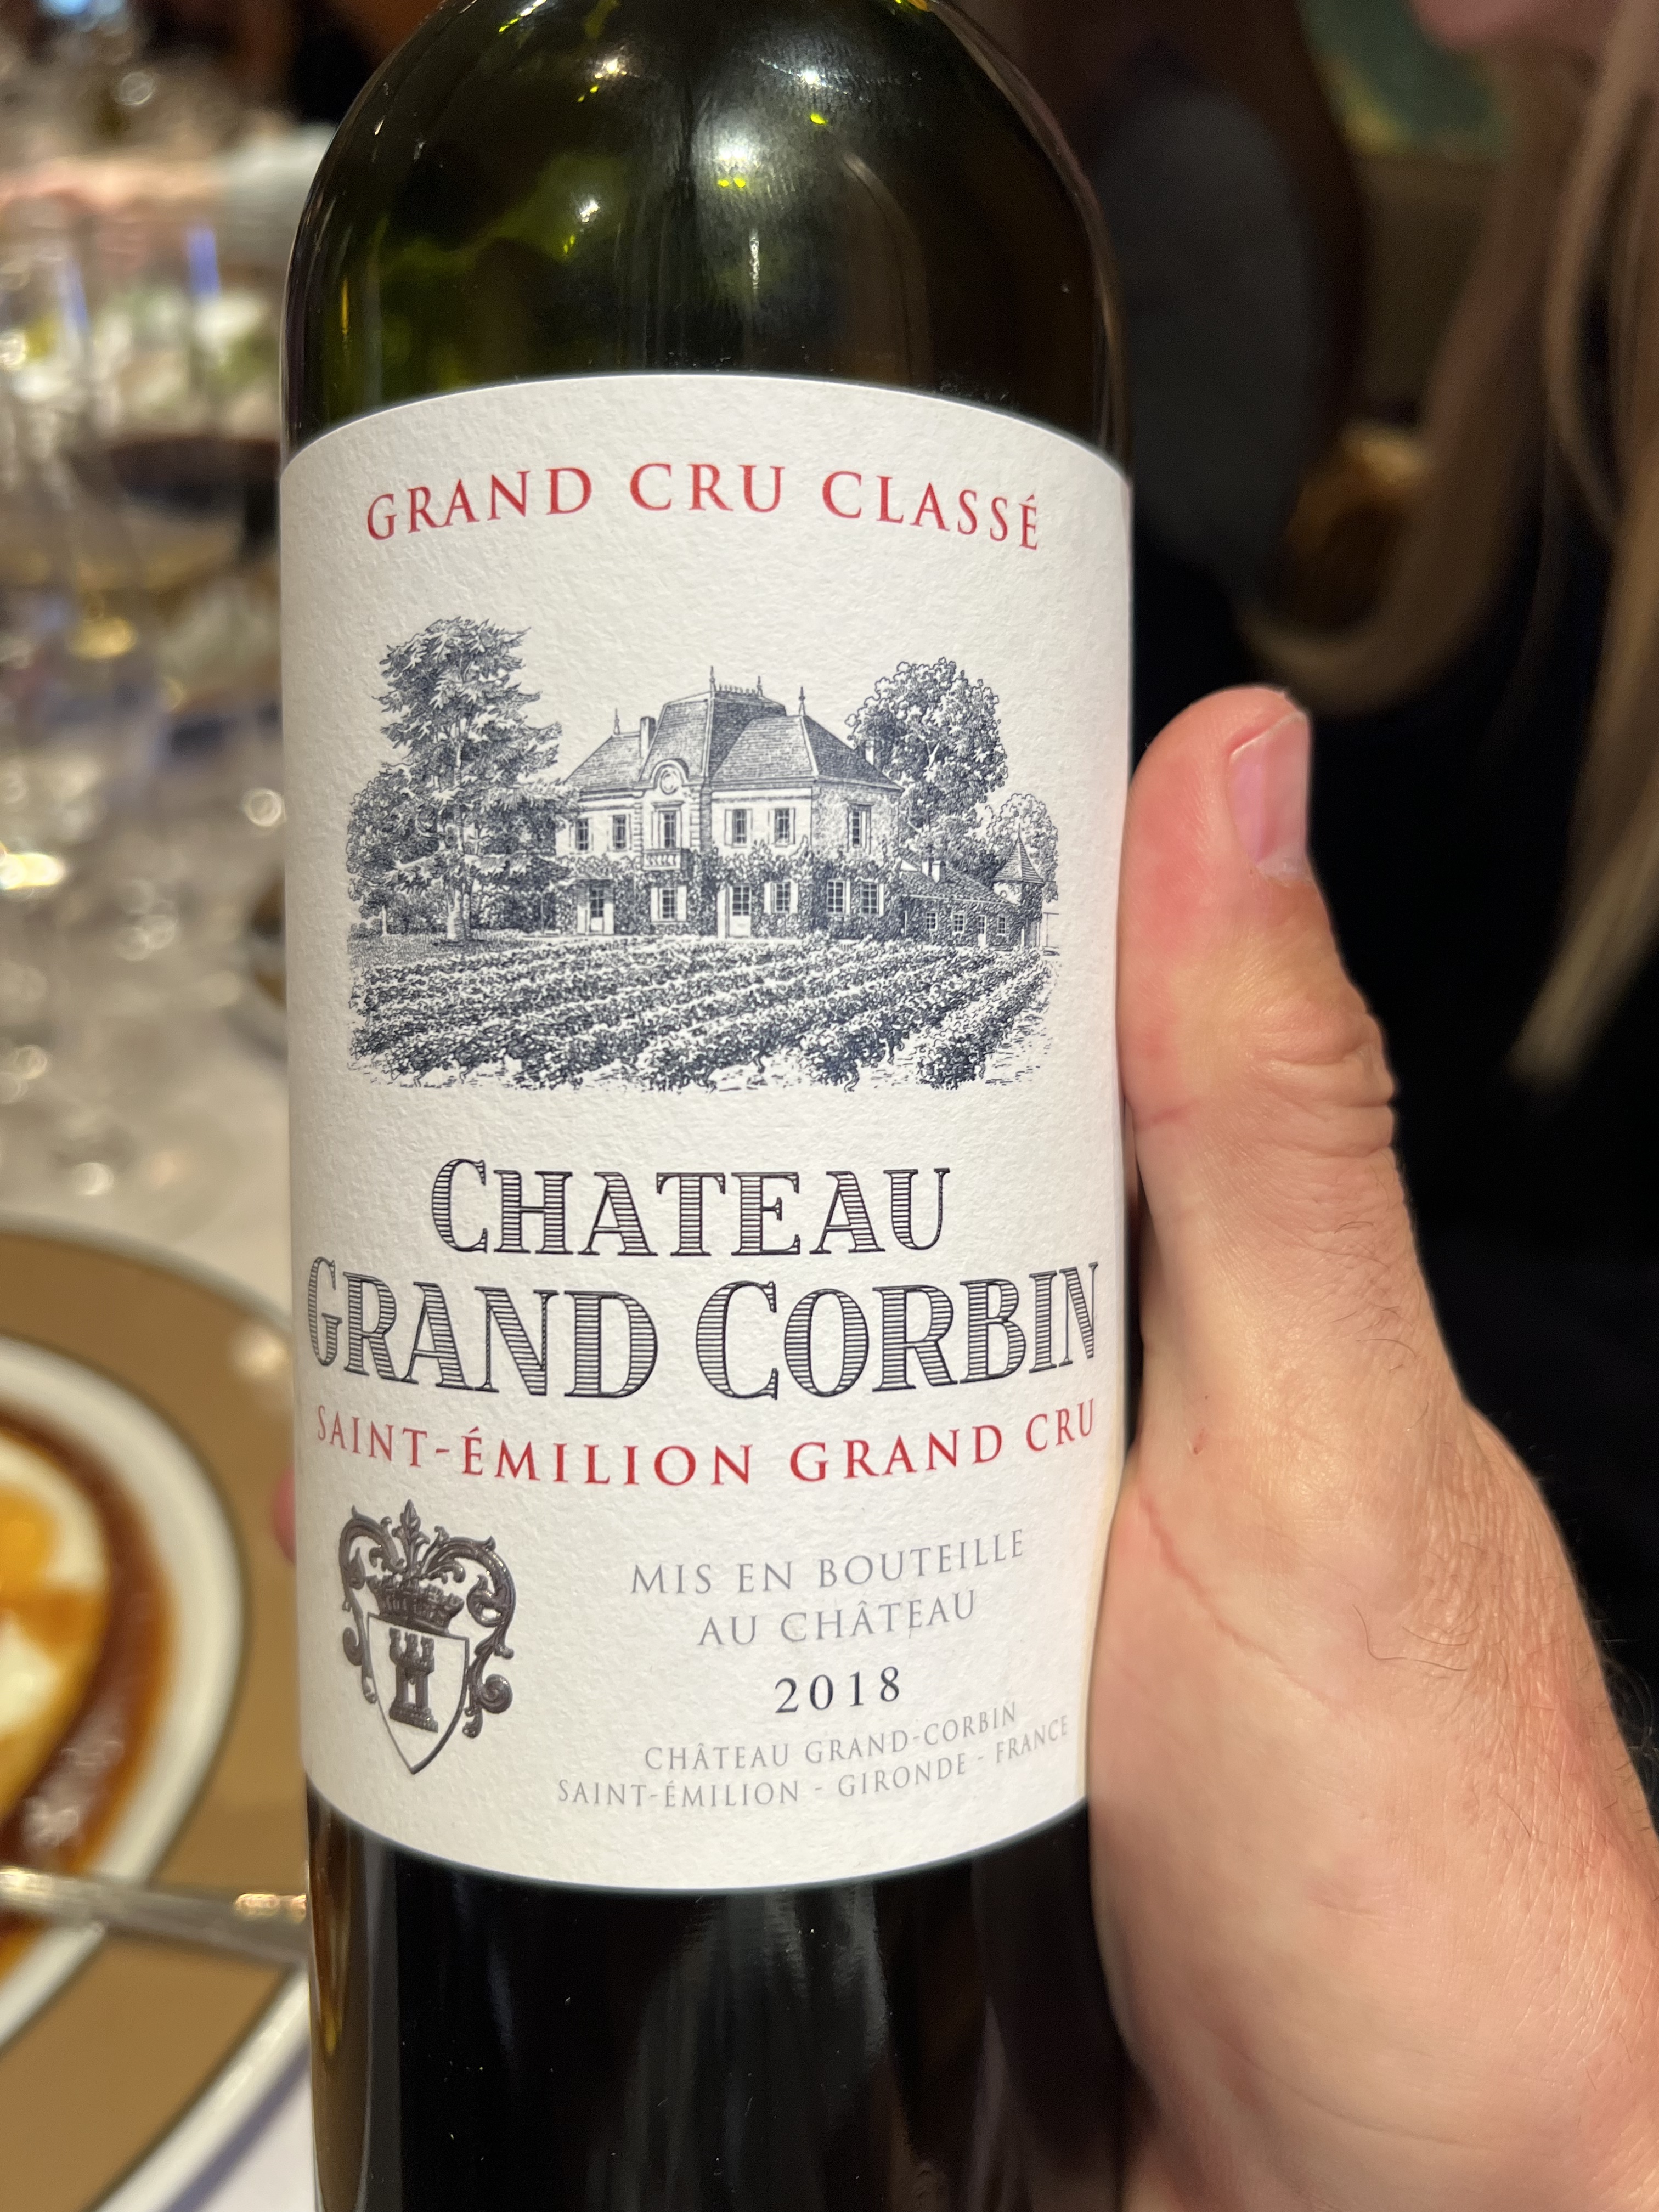 GRAND CRU CLASSÉ
CHATEAU
GRAND CORBIN
SAINT-ÉMILION GRAND CRU
MIS EN BOUTEILLE
AU CHÂTEAU
2018
CHÂTEAU GRAND-CORBIN
SAINT-ÉMILION - GIRONDE - FRANCE